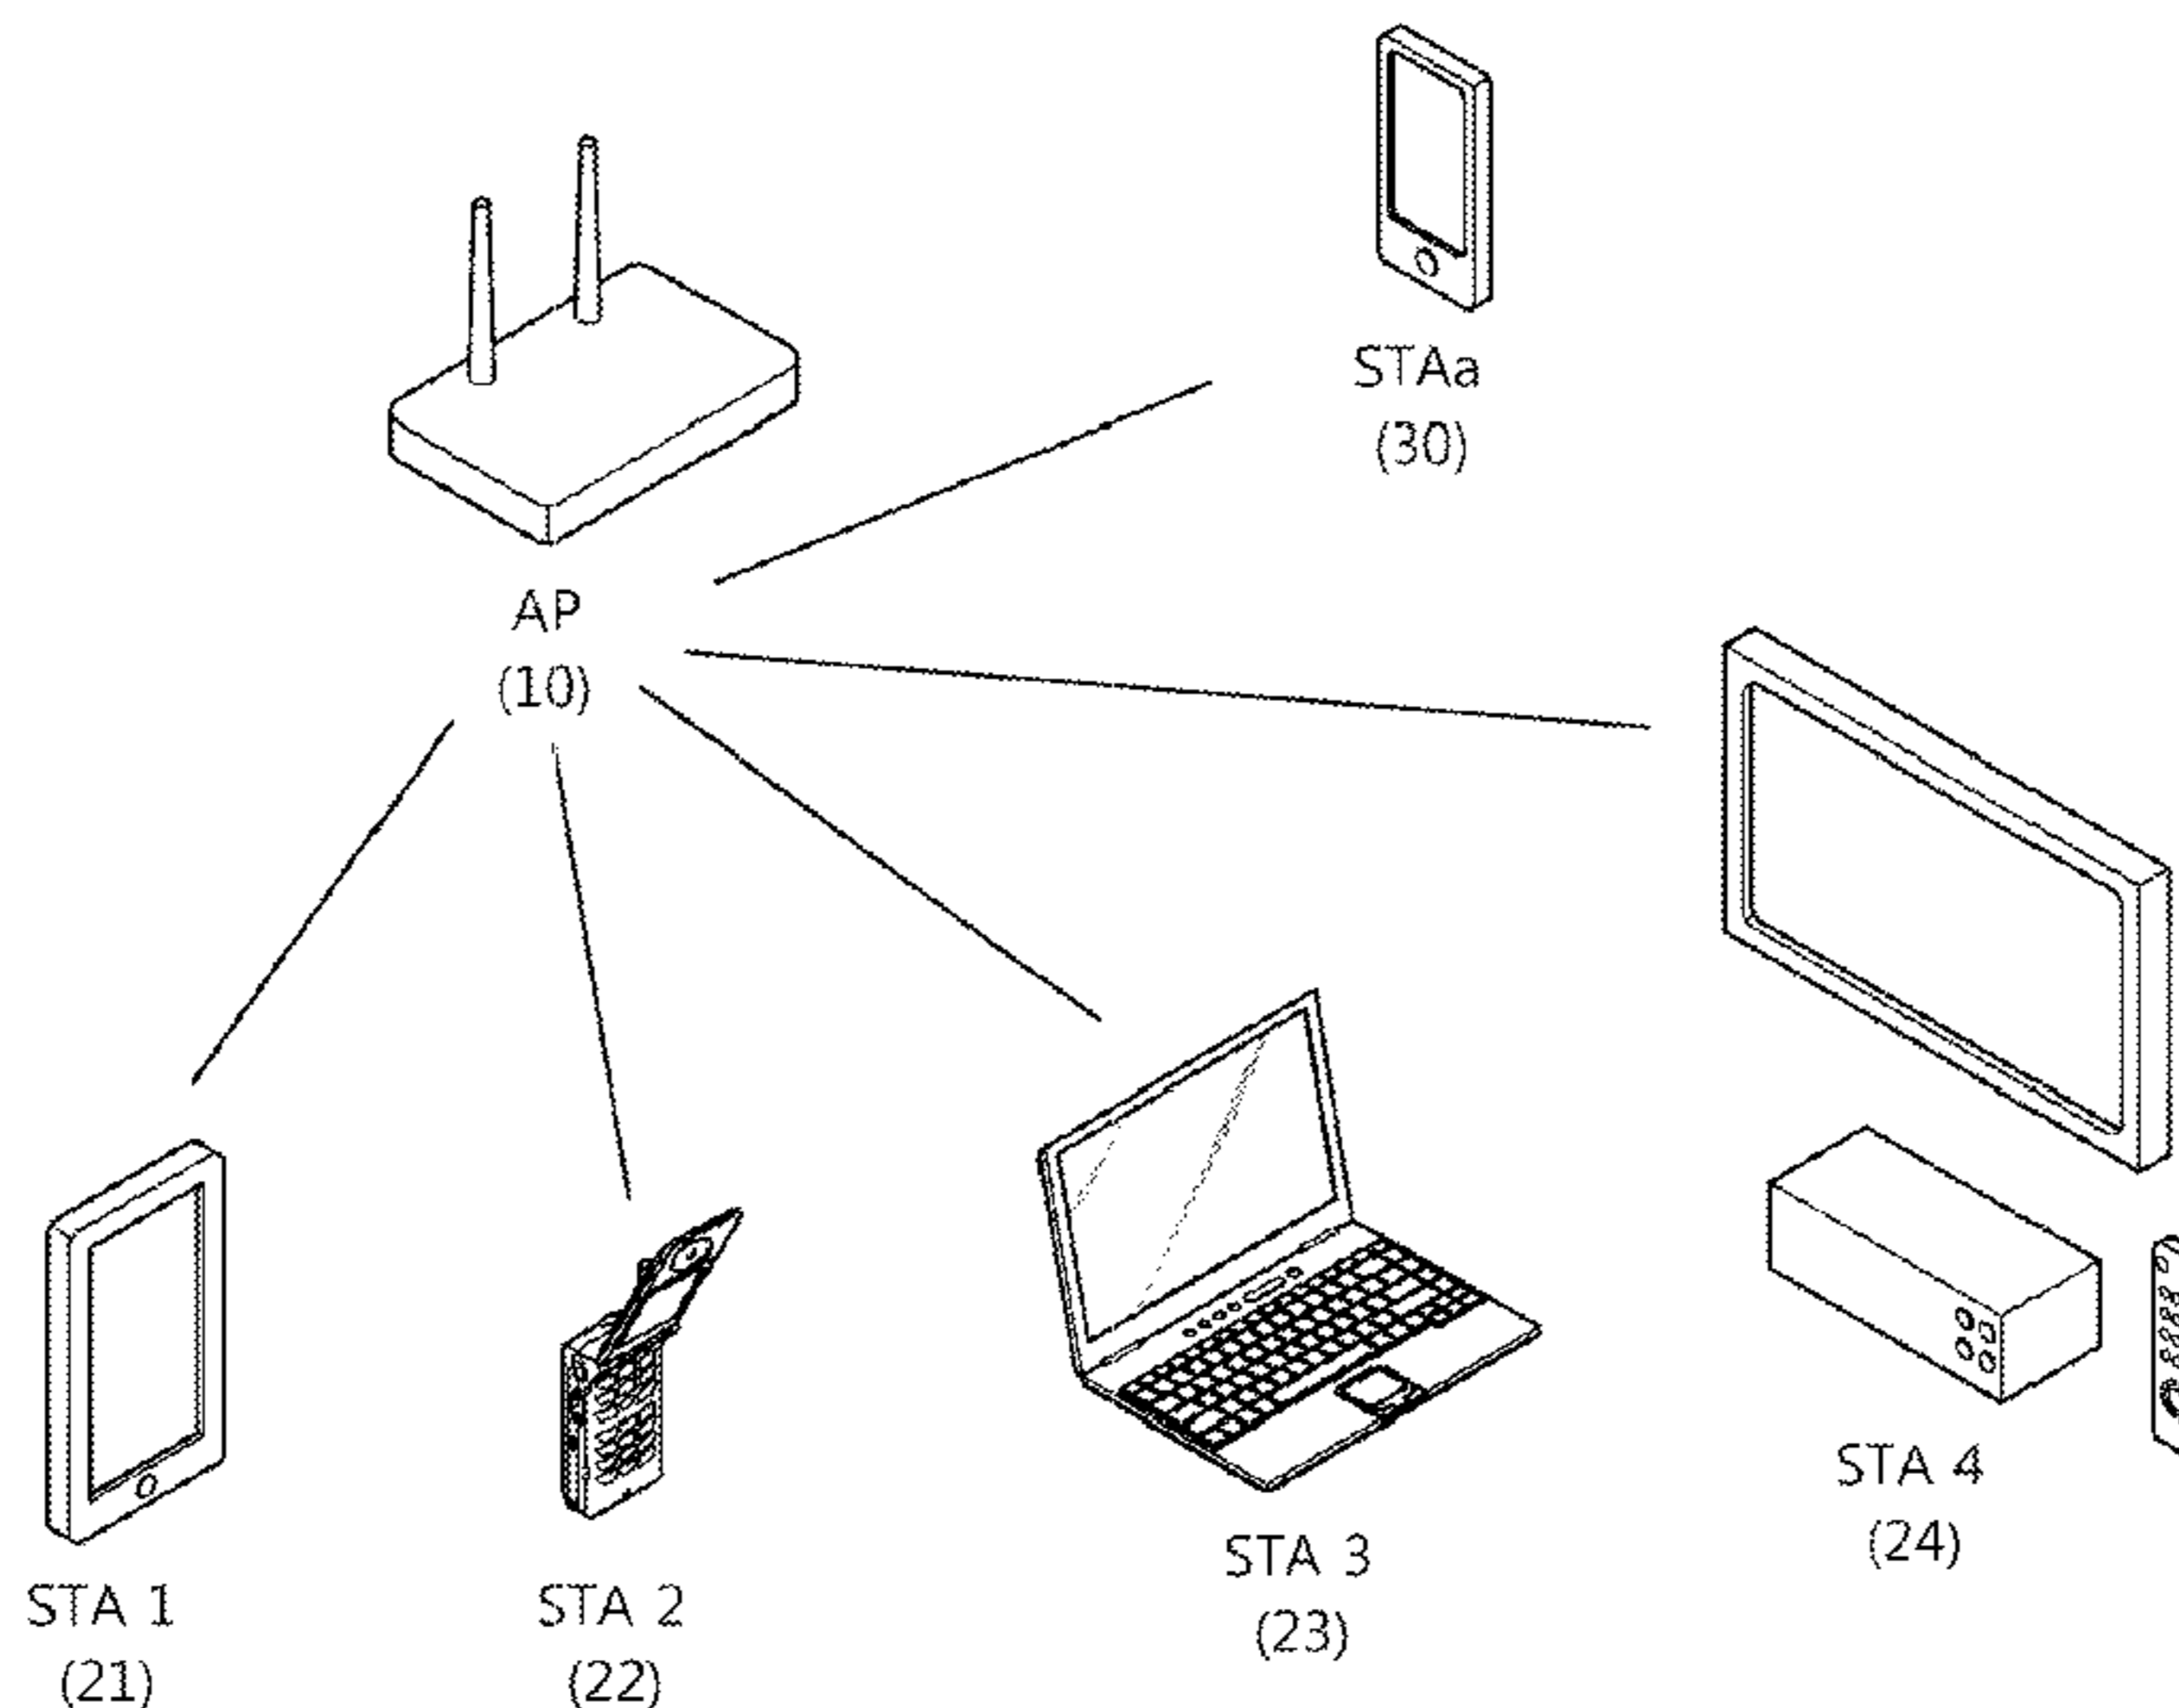 STAa
(30)
AP
(10)
STA 4
(24)
STA 3
(23)
STA 1
(21)
STA 2
(22)